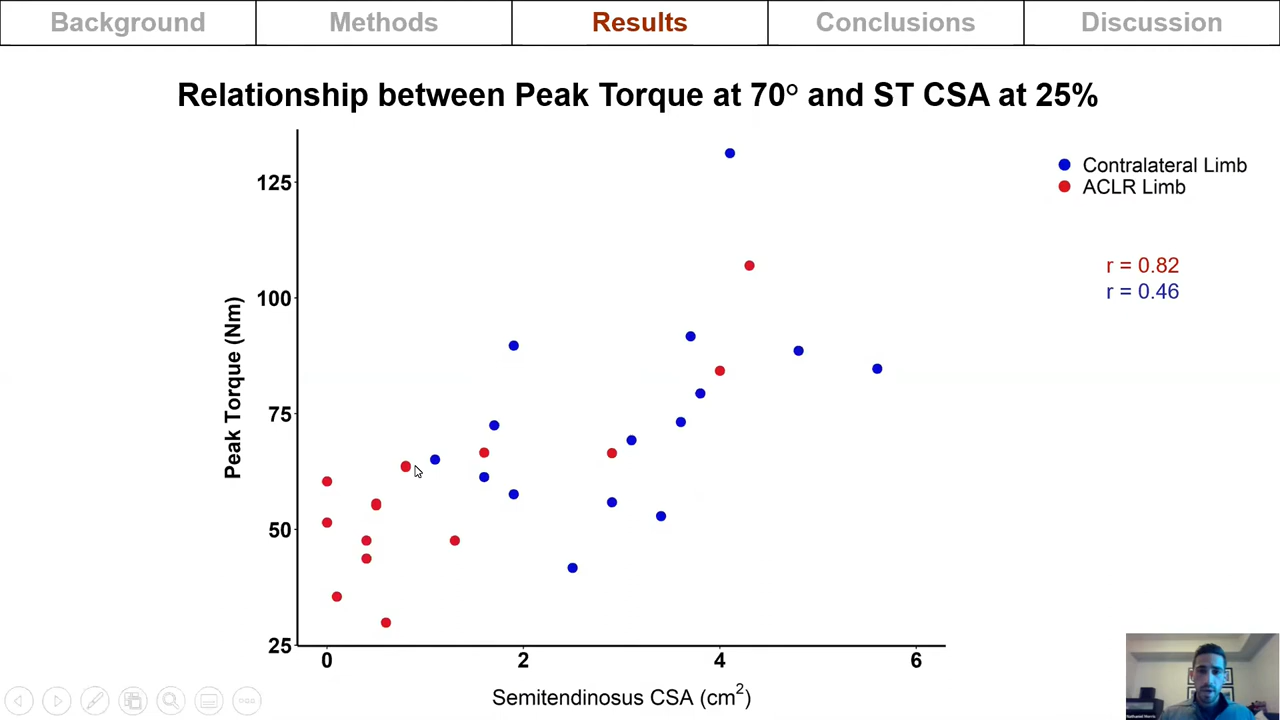 Background Methods Results Conclusions Discussion
Relationship between Peak Torque at 70° and ST CSA at 25%
Contralateral Limb
ACLR Limb
r = 0.82
r = 0.46
Peak Torque (Nm)
125
100
75
50
25
0 2 4 6
Semitendinosus CSA (cm²)